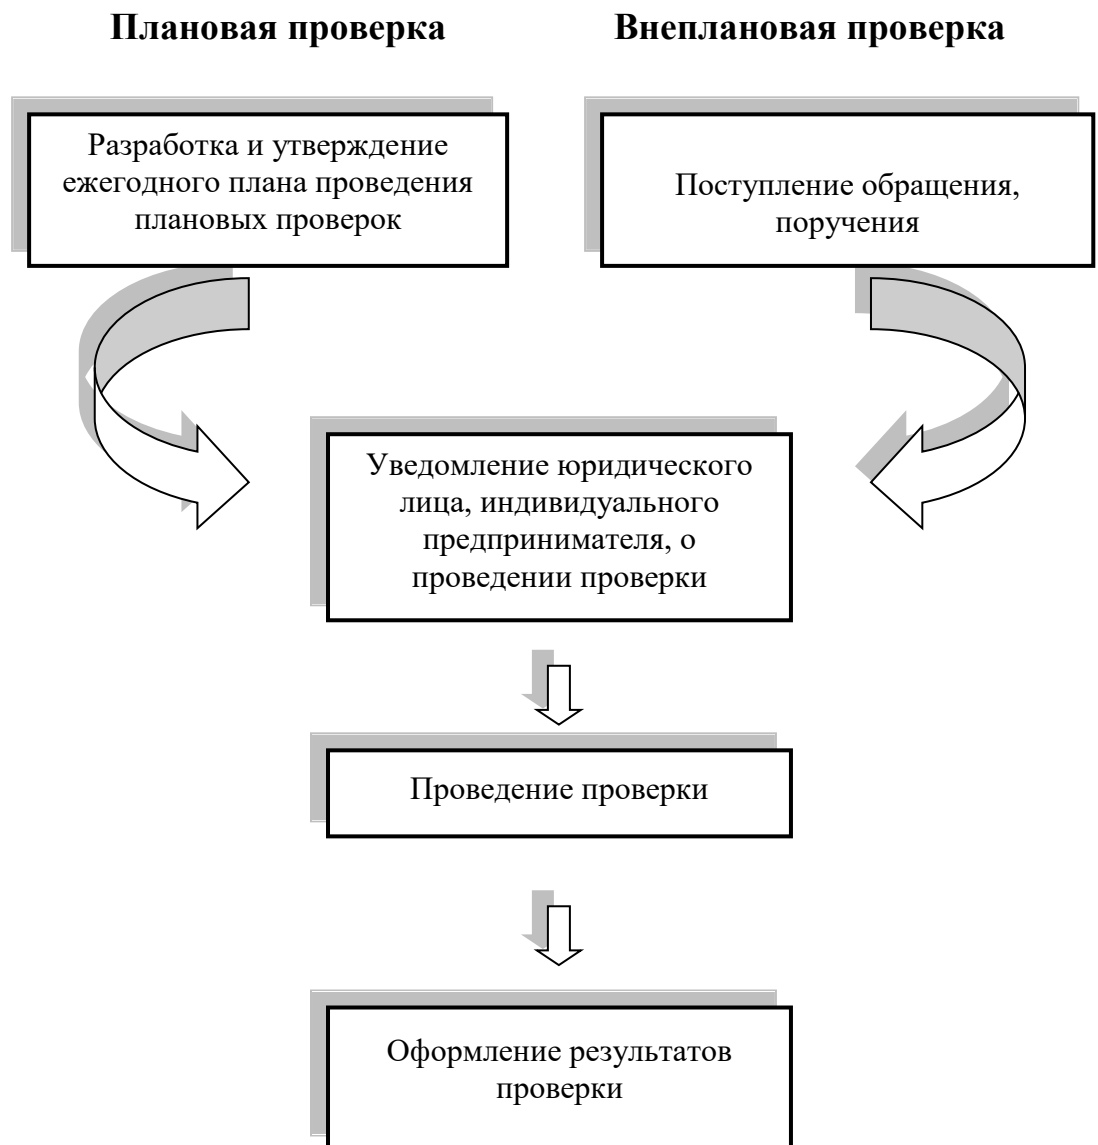 Плановая проверка
Внеплановая проверка
Разработка и утверждение
ежегодного плана проведения
плановых проверок
Поступление обращения,
поручения
Уведомление юридического
лица, индивидуального
предпринимателя, о
проведении проверки
Проведение проверки
Оформление результатов
проверки